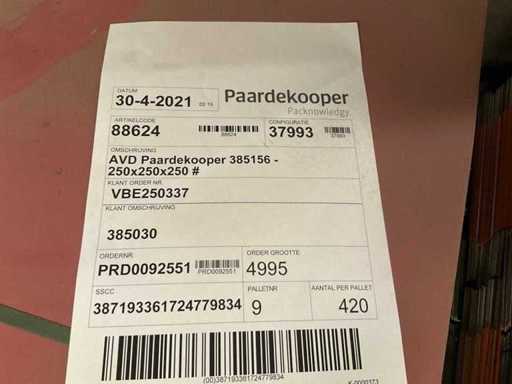 DATUM
30-4-2021
Paardekooper
Packnowledgy
ARTIKELCODE
88624
88624
CONFIGURATIE
37993
37993
OMSCHRIJVING
AVD Paardekooper 385156 -
250x250x250 #
KLANT ORDER NR.
VBE250337
KLANT OMSCHRIJVING
385030
ORDERNR.
PRD0092551
PRD0092551
ORDER GROOTTE
4995
SSCC
387193361724779834
PALLETNR
9
AANTAL PER PALLET
420
(00)387193361724779834